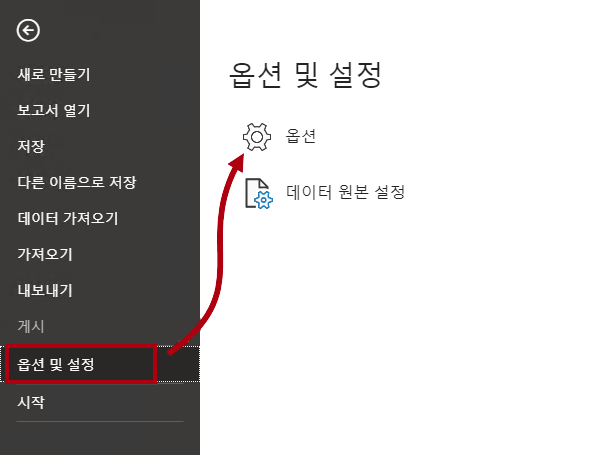 새로 만들기
보고서 열기
저장
다른 이름으로 저장
데이터 가져오기
가져오기
내보내기
게시
옵션 및 설정
시작
옵션 및 설정
옵션
데이터 원본 설정